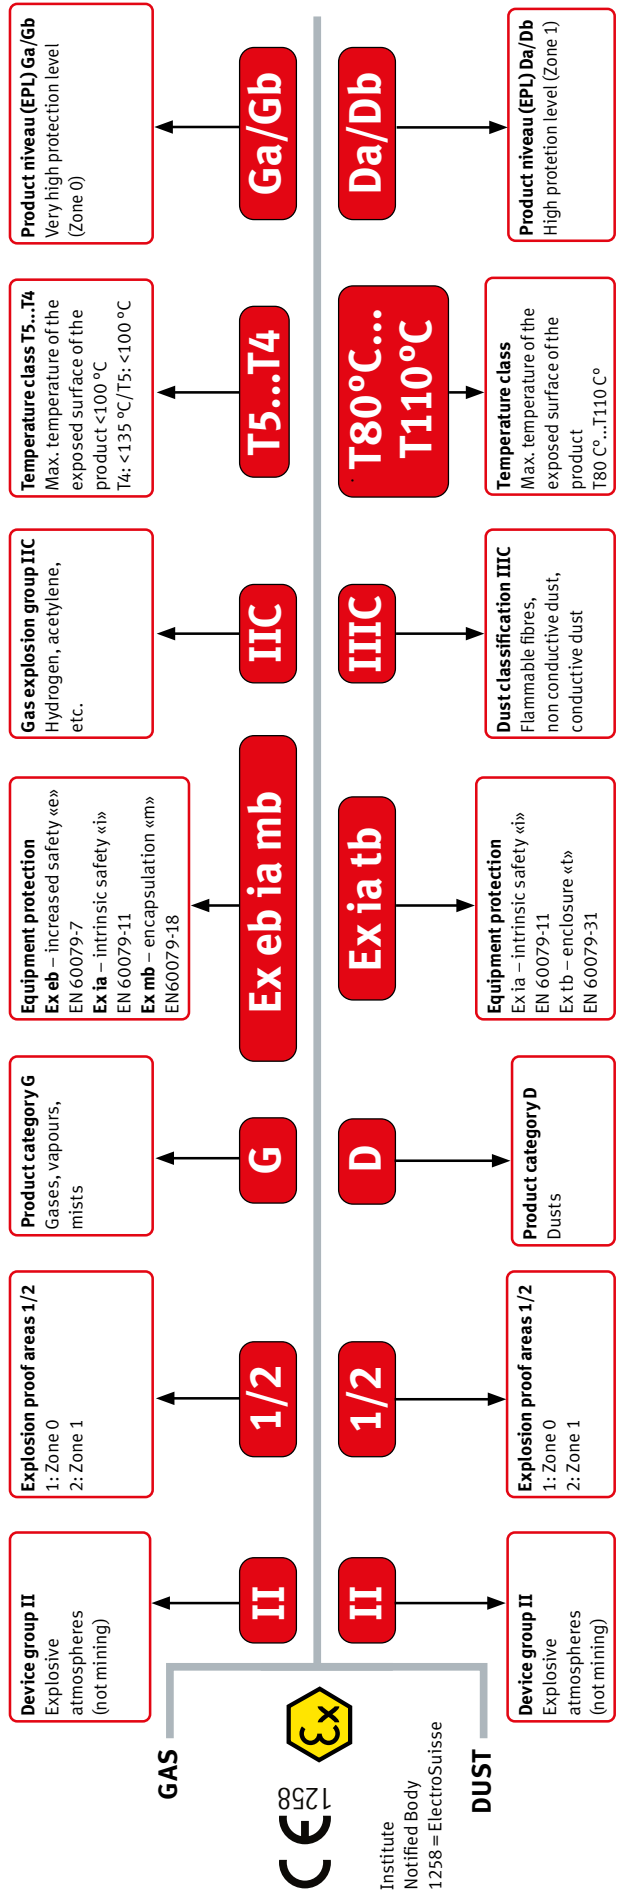 GAS
Device group II
Explosive
atmospheres
(not mining)
Explosion proof areas 1/2
1: Zone 0
2: Zone 1
Product category G
Gases, vapours,
mists
Equipment protection
Ex eb – increased safety «e»
EN 60079-7
Ex ia – intrinsic safety «i»
EN 60079-11
Ex mb – encapsulation «m»
EN60079-18
Gas explosion group IIC
Hydrogen, acetylene,
etc.
Temperature class T5...T4
Max. temperature of the
exposed surface of the
product <100 °C
T4: <135 °C/T5: <100 °C
Product niveau (EPL) Ga/Gb
Very high protection level
(Zone 0)
II
1/2
G
Ex eb ia mb
IIC
T5...T4
Ga/Gb
CE
1258
Ex
II
1/2
D
Ex ia tb
IIIC
T80°C...
T110°C
Da/Db
Institute
Notified Body
1258 = ElectroSuisse
DUST
Device group II
Explosive
atmospheres
(not mining)
Explosion proof areas 1/2
1: Zone 0
2: Zone 1
Product category D
Dusts
Equipment protection
Ex ia – intrinsic safety «i»
EN 60079-11
Ex tb – enclosure «t»
EN 60079-31
Dust classification IIIC
Flammable fibres,
non conductive dust,
conductive dust
Temperature class
Max. temperature of the
exposed surface of the
product
T80 C°...T110 C°
Product niveau (EPL) Da/Db
High protetion level (Zone 1)